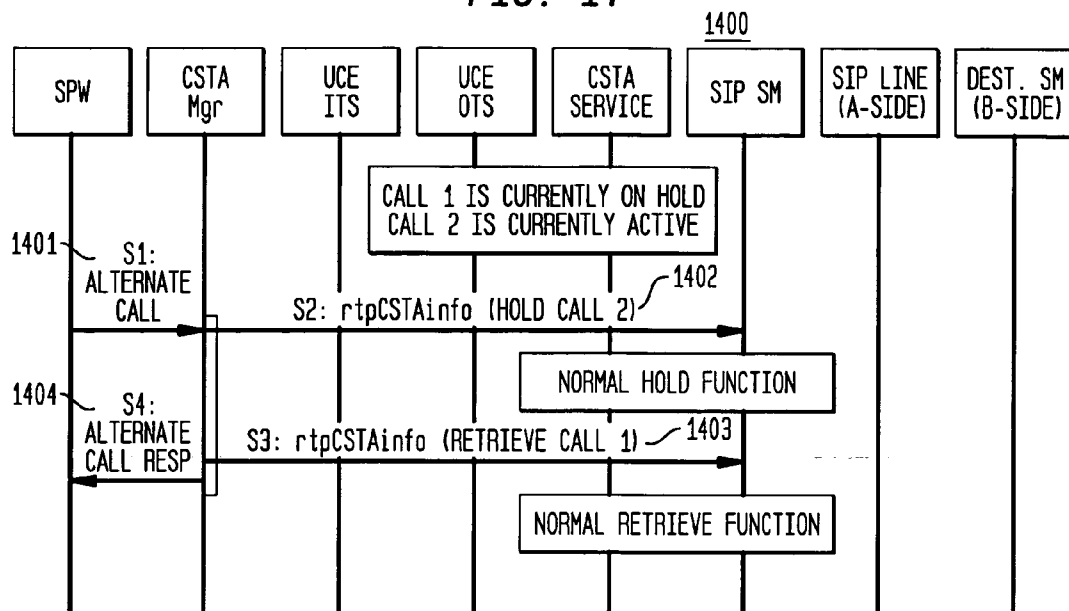 FIG. 17
1400
SPW
CSTA
Mgr
UCE
ITS
UCE
OTS
CSTA
SERVICE
SIP SM
SIP LINE
(A-SIDE)
DEST. SM
(B-SIDE)
CALL 1 IS CURRENTLY ON HOLD
CALL 2 IS CURRENTLY ACTIVE
1401
S1:
ALTERNATE
CALL
S2: rtpCSTAinfo (HOLD CALL 2)
1402
NORMAL HOLD FUNCTION
1404
S4:
ALTERNATE
CALL RESP
S3: rtpCSTAinfo (RETRIEVE CALL 1)
1403
NORMAL RETRIEVE FUNCTION